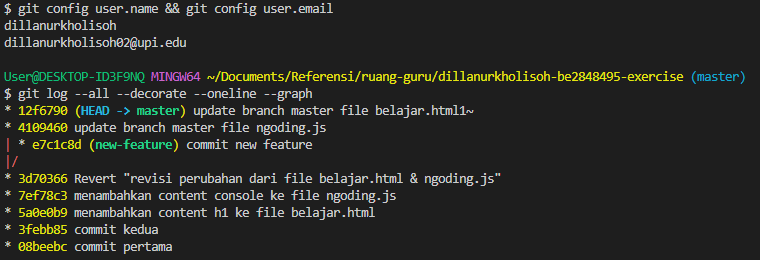 $ git config user.name && git config user.email
dillanurkholisoh
dillanurkholisoh02@upi.edu
User@DESKTOP-ID3F9NQ MINGW64 ~/Documents/Referensi/ruang-guru/dillanurkholisoh-be2848495-exercise (master)
$ git log --all --decorate --oneline --graph
* 12f6790 (HEAD -> master) update branch master file belajar.html1~
* 4109460 update branch master file ngoding.js
| * e7c1c8d (new-feature) commit new feature
|/
* 3d70366 Revert "revisi perubahan dari file belajar.html & ngoding.js"
* 7ef78c3 menambahkan content console ke file ngoding.js
* 5a0e0b9 menambahkan content h1 ke file belajar.html
* 3febb85 commit kedua
* 08beebc commit pertama